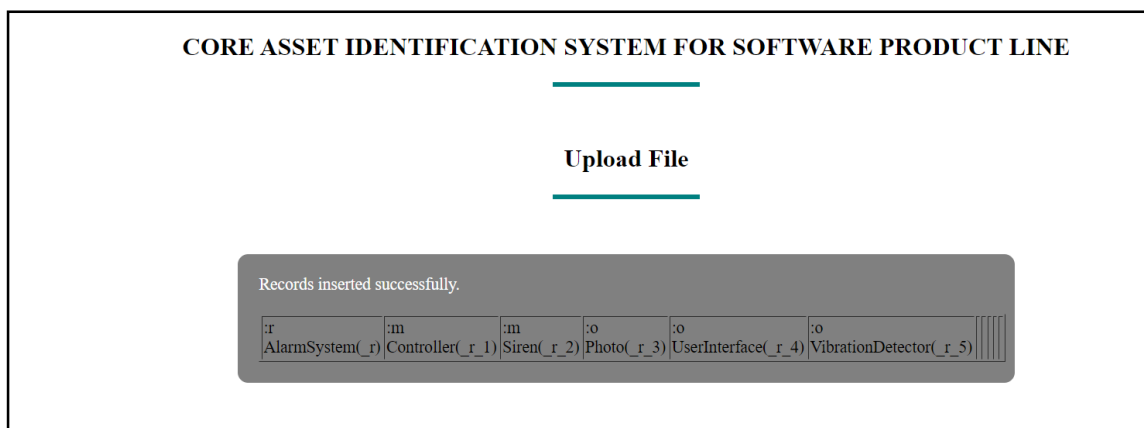 CORE ASSET IDENTIFICATION SYSTEM FOR SOFTWARE PRODUCT LINE
Upload File
Records inserted successfully.
:r :m :m :o :o :o
AlarmSystem(_r) Controller(_r_1) Siren(_r_2) Photo(_r_3) UserInterface(_r_4) VibrationDetector(_r_5)